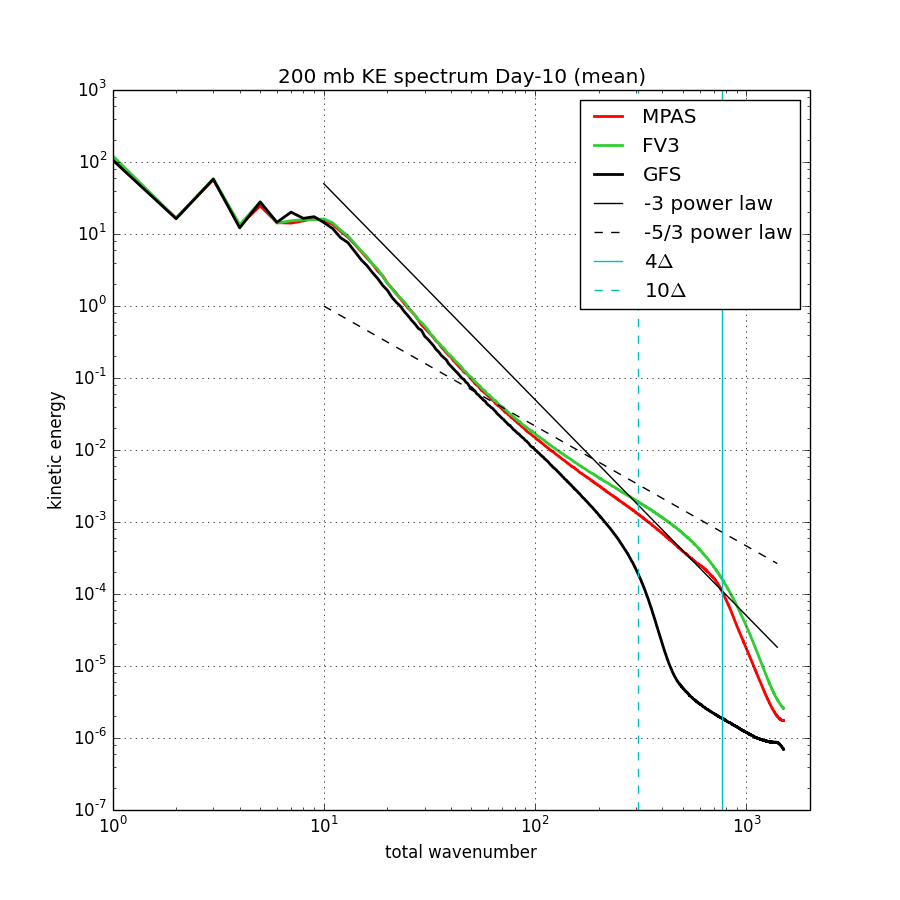 200 mb KE spectrum Day-10 (mean)
10^3
10^2
10^1
10^0
10^-1
10^-2
10^-3
10^-4
10^-5
10^-6
10^-7
kinetic energy
MPAS
FV3
GFS
-3 power law
-5/3 power law
4Δ
10Δ
10^0 10^1 10^2 10^3
total wavenumber